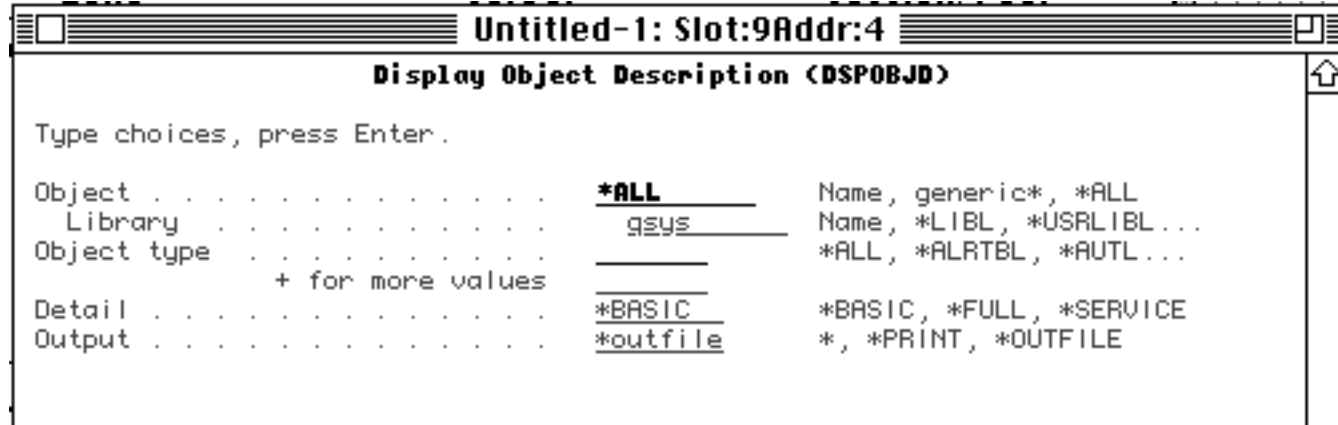 Untitled-1: Slot:9Addr:4
Display Object Description (DSPOBJD)
Type choices, press Enter.
Object . . . . . . . . . . . . . *ALL Name, generic*, *ALL
Library . . . . . . . . . . . qsys Name, *LIBL, *USRLIBL...
Object type . . . . . . . . . . *ALL, *ALRTBL, *AUTL...
+ for more values
Detail . . . . . . . . . . . . . *BASIC *BASIC, *FULL, *SERVICE
Output . . . . . . . . . . . . . *outfile *, *PRINT, *OUTFILE